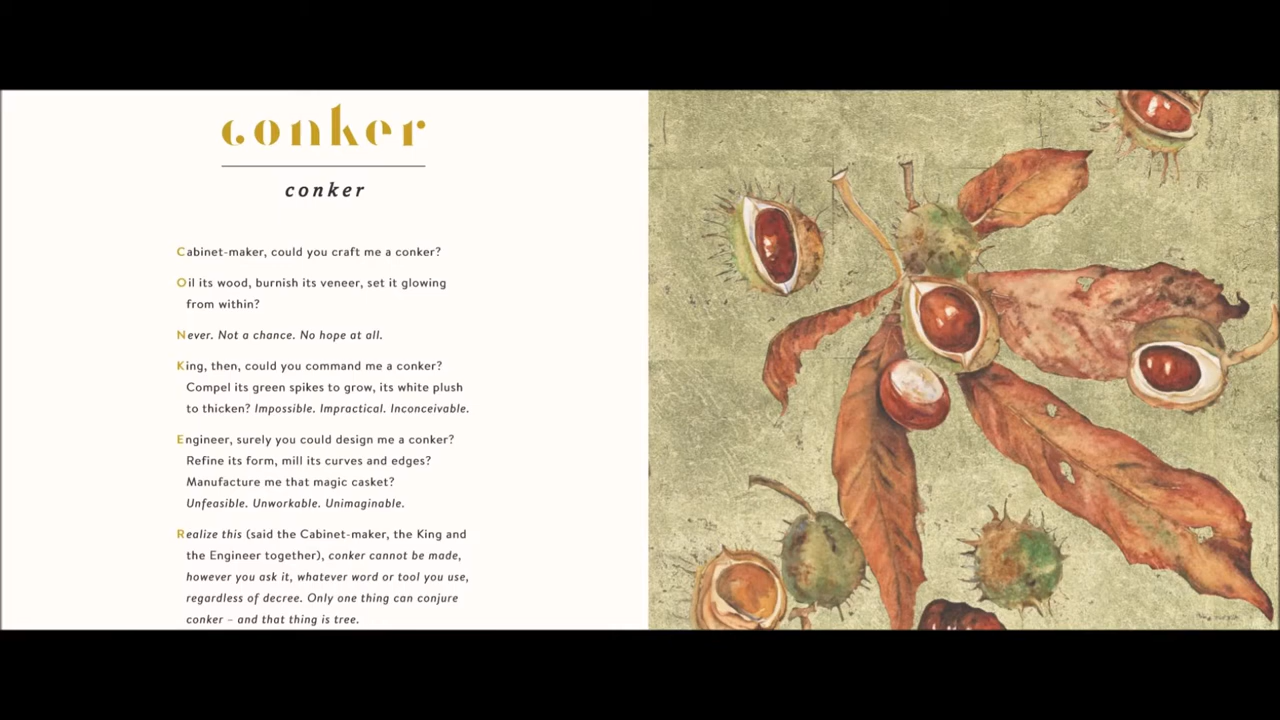 conker
conker
Cabinet-maker, could you craft me a conker?
Oil its wood, burnish its veneer, set it glowing
from within?
Never. Not a chance. No hope at all.
King, then, could you command me a conker?
Compel its green spikes to grow, its white plush
to thicken? Impossible. Impractical. Inconceivable.
Engineer, surely you could design me a conker?
Refine its form, mill its curves and edges?
Manufacture me that magic casket?
Unfeasible. Unworkable. Unimaginable.
Realize this (said the Cabinet-maker, the King and
the Engineer together), conker cannot be made,
however you ask it, whatever word or tool you use,
regardless of decree. Only one thing can conjure
conker – and that thing is tree.